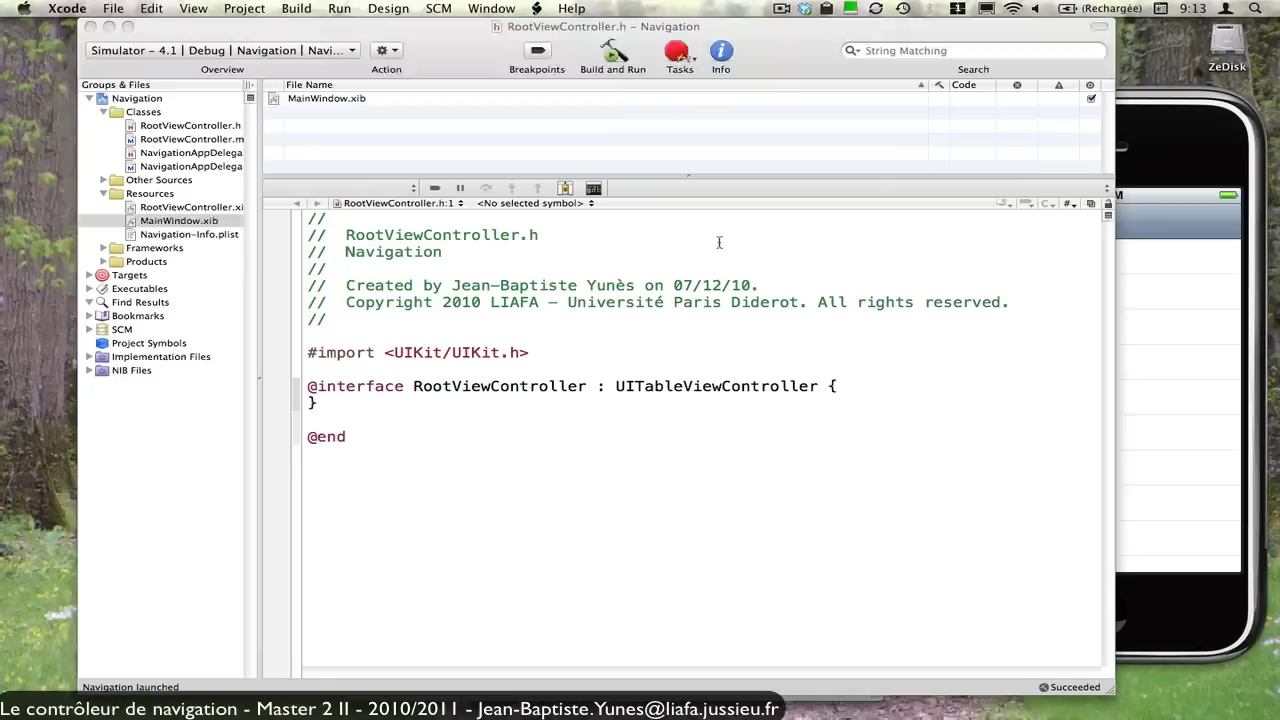 Xcode File Edit View Project Build Run Design SCM Window Help (Rechargée) 9:13
RootViewController.h - Navigation
Simulator - 4.1 | Debug | Navigation | Navi...
String Matching
Overview Action Breakpoints Build and Run Tasks Info Search
Groups & Files File Name Code
Navigation MainWindow.xib
Classes
RootViewController.h
RootViewController.m
NavigationAppDelega
NavigationAppDelega
Other Sources
Resources
RootViewController.xi
MainWindow.xib
Navigation-Info.plist
Frameworks
Products
Targets
Executables
Find Results
Bookmarks
SCM
Project Symbols
Implementation Files
NIB Files
gdb
RootViewController.h:1 <No selected symbol>
//
// RootViewController.h
// Navigation
//
// Created by Jean-Baptiste Yunès on 07/12/10.
// Copyright 2010 LIAFA - Université Paris Diderot. All rights reserved.
//
#import <UIKit/UIKit.h>
@interface RootViewController : UITableViewController {
}
@end
Navigation launched
Succeeded
ZeDisk
Le contrôleur de navigation - Master 2 II - 2010/2011 - Jean-Baptiste.Yunes@liafa.jussieu.fr